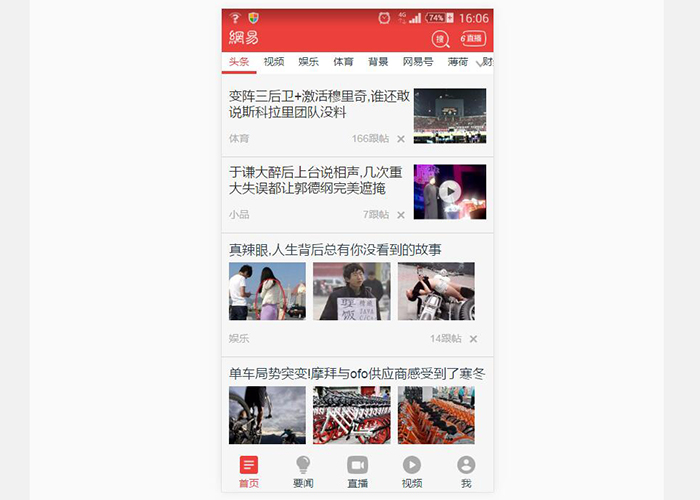 4G 74% 16:06
網易
搜 直播
头条 视频 娱乐 体育 背景 网易号 薄荷 财
变阵三后卫+激活穆里奇,谁还敢
说斯科拉里团队没料
体育 166跟帖 ×
于谦大醉后上台说相声,几次重
大失误都让郭德纲完美遮掩
小品 7跟帖 ×
真辣眼,人生背后总有你没看到的故事
娱乐 14跟帖 ×
单车局势突变!摩拜与ofo供应商感受到了寒冬
首页 要闻 直播 视频 我